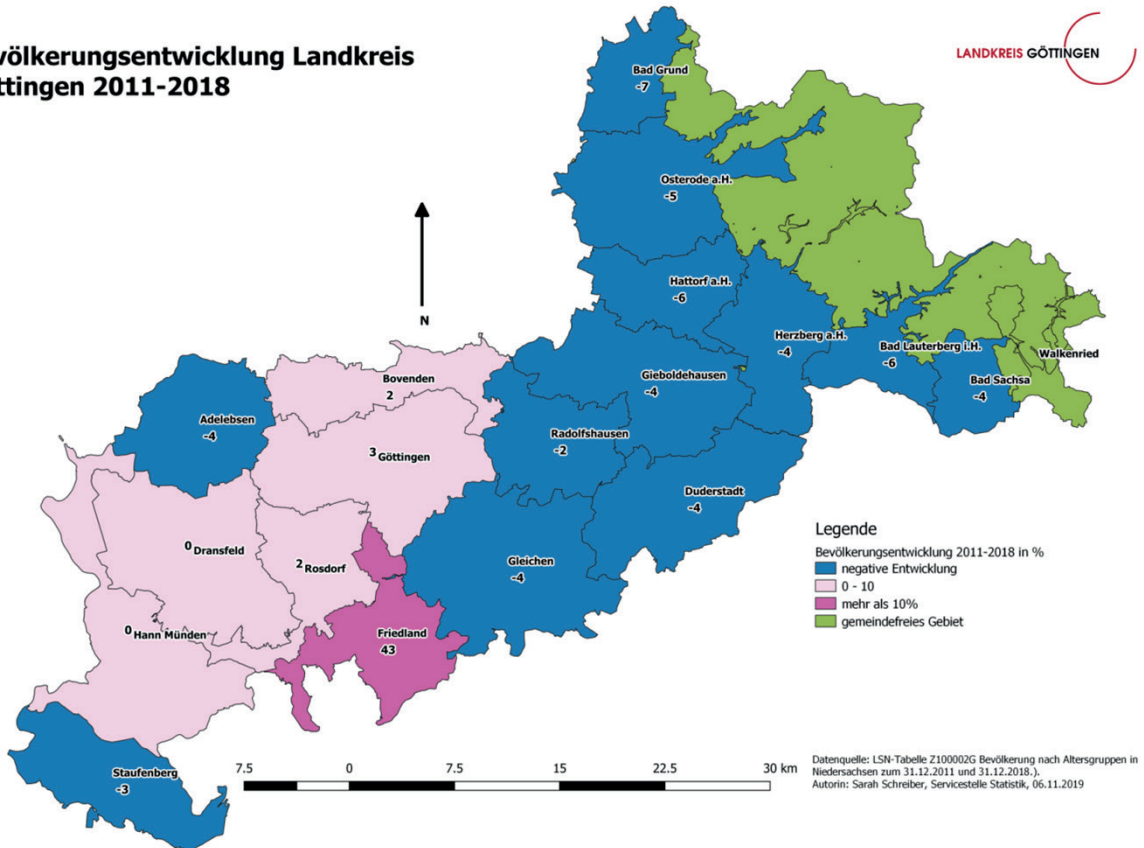 völkerungsentwicklung Landkreis
ttingen 2011-2018
LANDKREIS GÖTTINGEN
Bad Grund
-7
Osterode a.H.
-5
Hattorf a.H.
-6
Herzberg a.H.
-4
Bad Lauterberg i.H.
-6
Walkenried
Bad Sachsa
-4
N
Bovenden
2
Gieboldehausen
-4
Adelebsen
-4
Radolfshausen
-2
3 Göttingen
Duderstadt
-4
0 Dransfeld
2 Rosdorf
Gleichen
-4
0 Hann Münden
Friedland
43
Staufenberg
-3
Legende
Bevölkerungsentwicklung 2011-2018 in %
negative Entwicklung
0 - 10
mehr als 10%
gemeindefreies Gebiet
7.5 0 7.5 15 22.5 30 km
Datenquelle: LSN-Tabelle Z100002G Bevölkerung nach Altersgruppen in
Niedersachsen zum 31.12.2011 und 31.12.2018.).
Autorin: Sarah Schreiber, Servicestelle Statistik, 06.11.2019